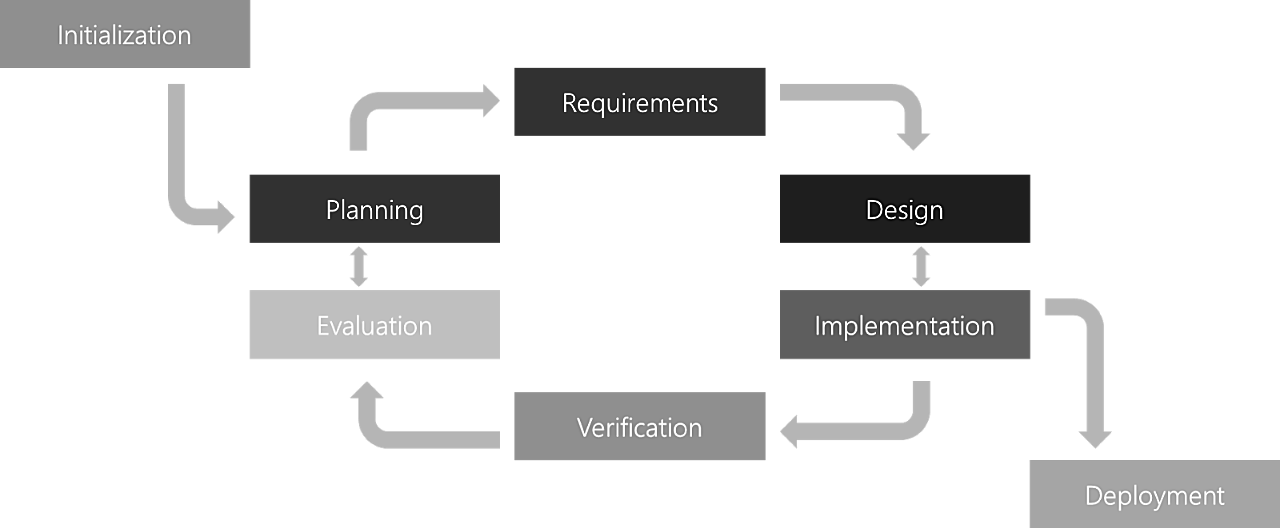 Initialization
Requirements
Planning
Design
Evaluation
Implementation
Verification
Deployment